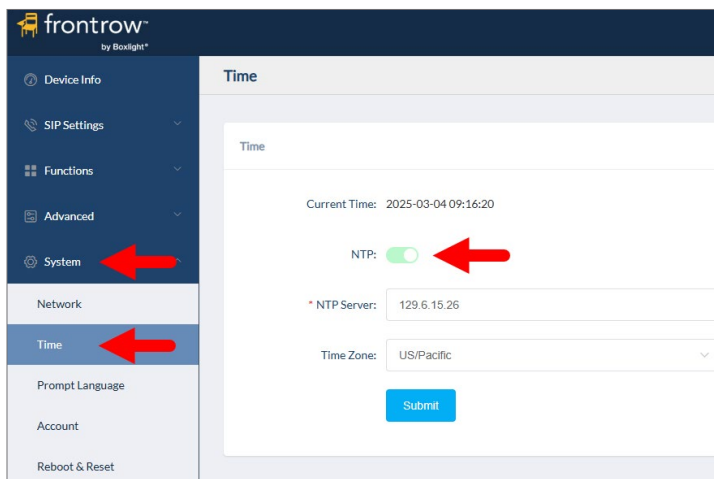 frontrow™
by Boxlight®
Device Info
SIP Settings
Functions
Advanced
System
Network
Time
Prompt Language
Account
Reboot & Reset
Time
Time
Current Time: 2025-03-04 09:16:20
NTP:
* NTP Server: 129.6.15.26
Time Zone: US/Pacific
Submit